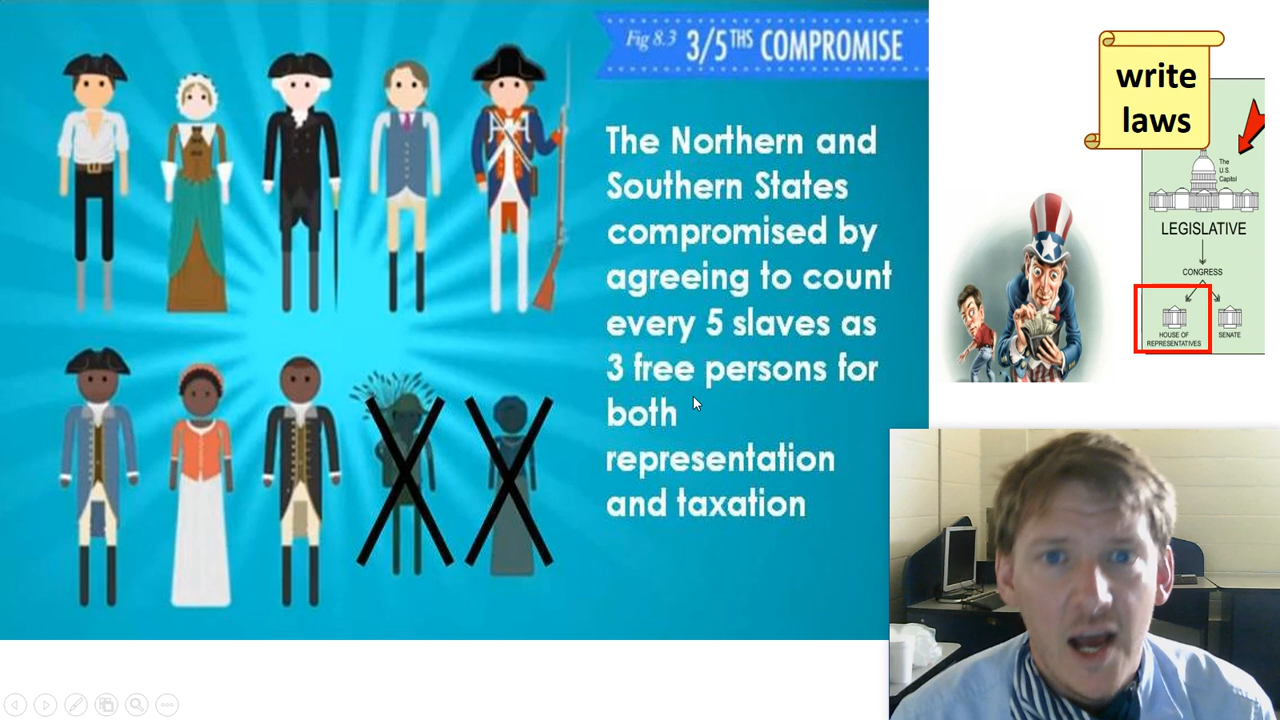 Fig 8.3 3/5THS COMPROMISE
The Northern and
Southern States
compromised by
agreeing to count
every 5 slaves as
3 free persons for
both
representation
and taxation
write
laws
The
U.S.
Capitol
LEGISLATIVE
CONGRESS
HOUSE OF
REPRESENTATIVES
SENATE